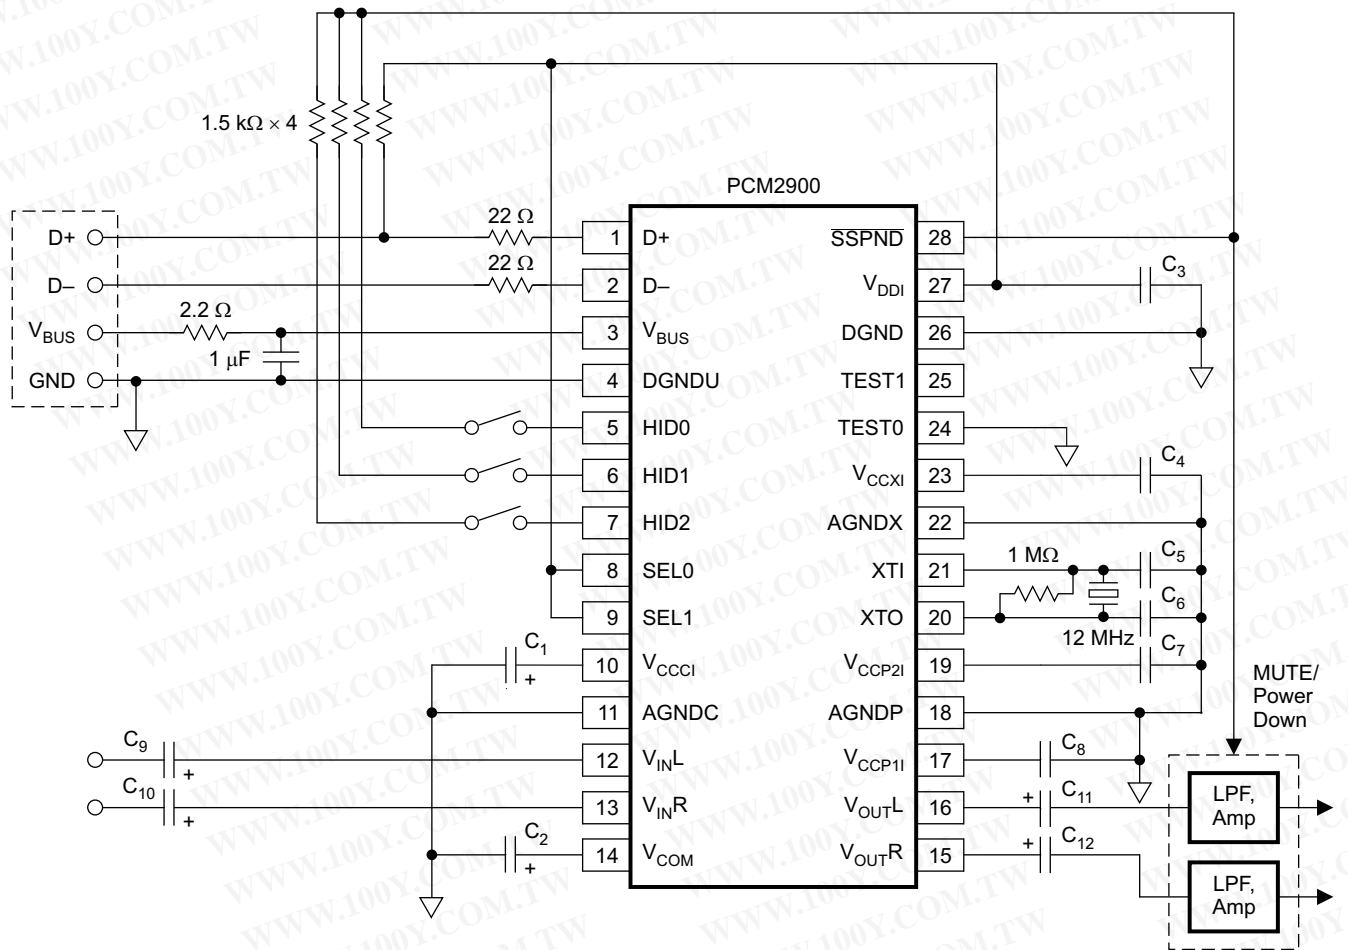 1.5 kΩ × 4
PCM2900
D+
D–
VBUS
GND
22 Ω
22 Ω
2.2 Ω
1 μF
1 D+
2 D–
3 VBUS
4 DGNDU
5 HID0
6 HID1
7 HID2
8 SEL0
9 SEL1
10 VCCCI
11 AGNDC
12 VINL
13 VINR
14 VCOM
SSPND 28
VDDI 27
DGND 26
TEST1 25
TEST0 24
VCCXI 23
AGNDX 22
XTI 21
XTO 20
VCCP2I 19
AGNDP 18
VCCP1I 17
VOUTL 16
VOUTR 15
C1
+
C9
+
C10
+
C2
+
C3
C4
1 MΩ
C5
C6
12 MHz
C7
C8
+ C11
+ C12
MUTE/
Power
Down
LPF,
Amp
LPF,
Amp
WWW.100Y.COM.TW